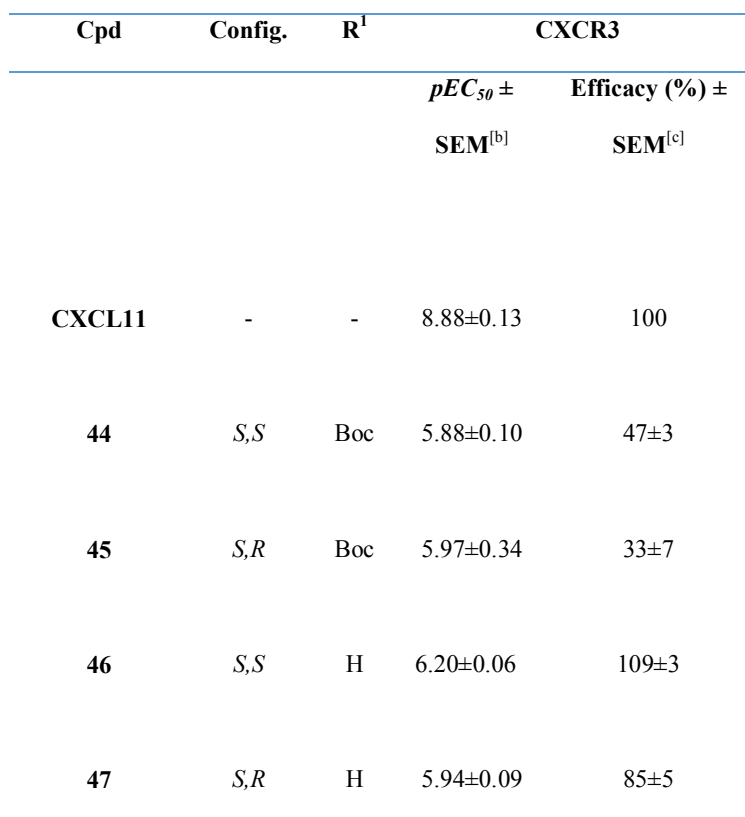 Cpd Config. R1 CXCR3
pEC50 ± Efficacy (%) ±
SEM[b] SEM[c]
CXCL11 - - 8.88±0.13 100
44 S,S Boc 5.88±0.10 47±3
45 S,R Boc 5.97±0.34 33±7
46 S,S H 6.20±0.06 109±3
47 S,R H 5.94±0.09 85±5